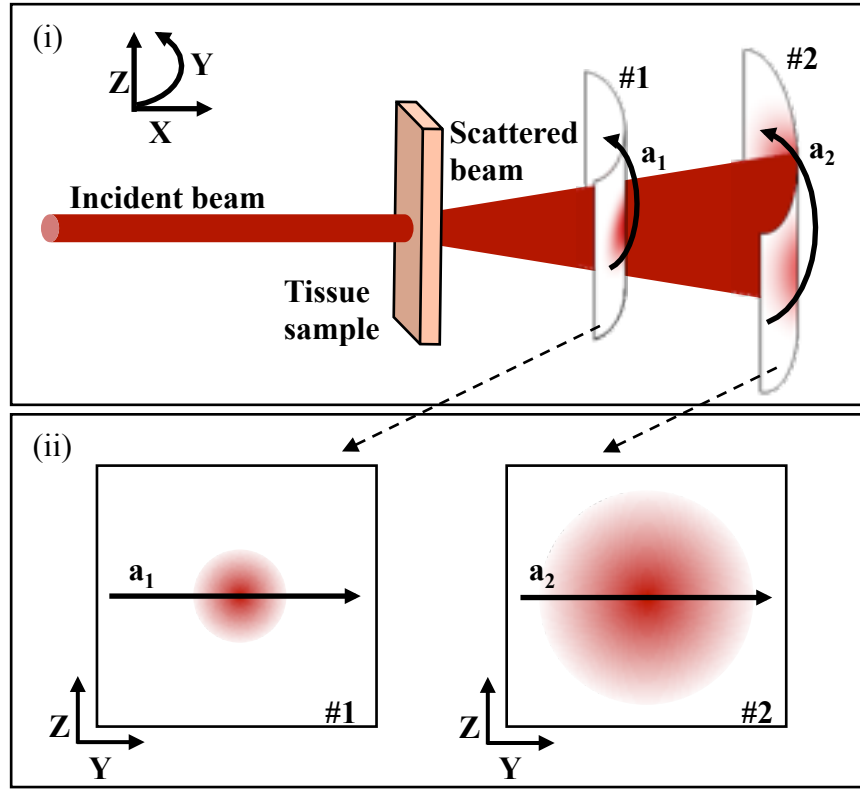 (i)
Z
Y
X
#1
#2
Scattered
beam
a1
a2
Incident beam
Tissue
sample
(ii)
a1
a2
Z
Y
#1
Z
Y
#2